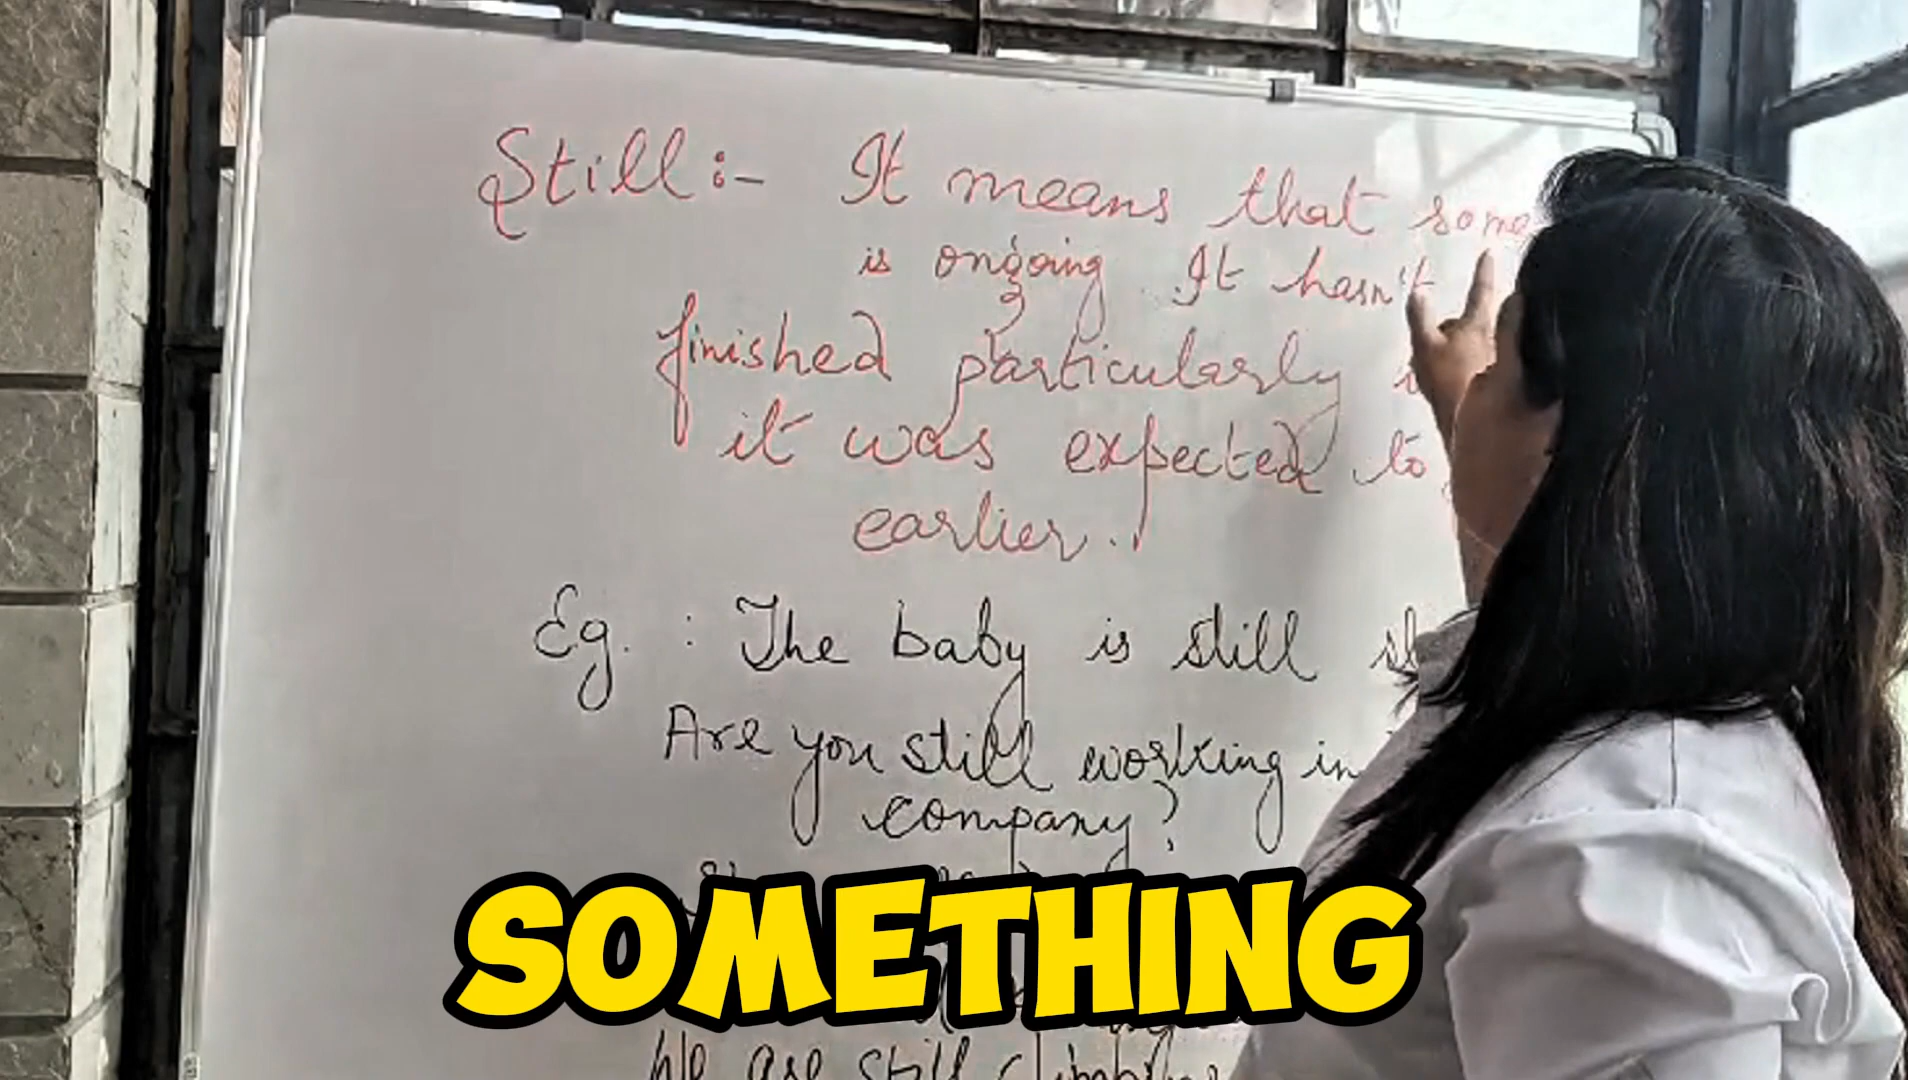 Still :- It means that some
is ongoing. It hasn't
finished particularly
it was expected to
earlier..
Eg. : The baby is still
Are you still working in
company?
SOMETHING
We are still climbing